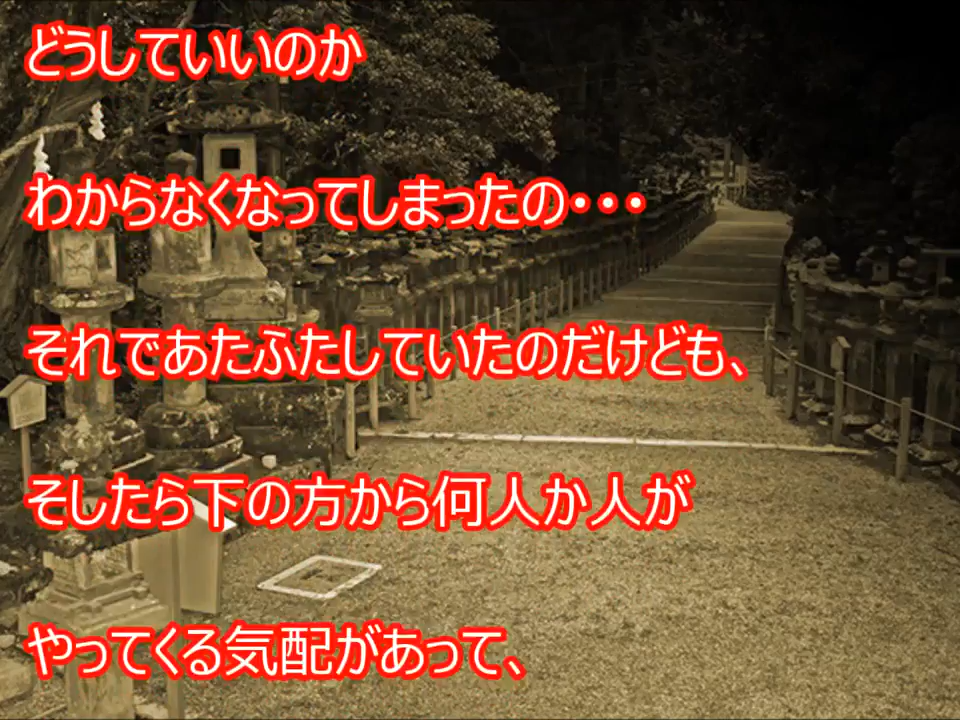 どうしていいのか
わからなくなってしまったの・・・
それであたふたしていたのだけども、
そしたら下の方から何人か人が
やってくる気配があって、